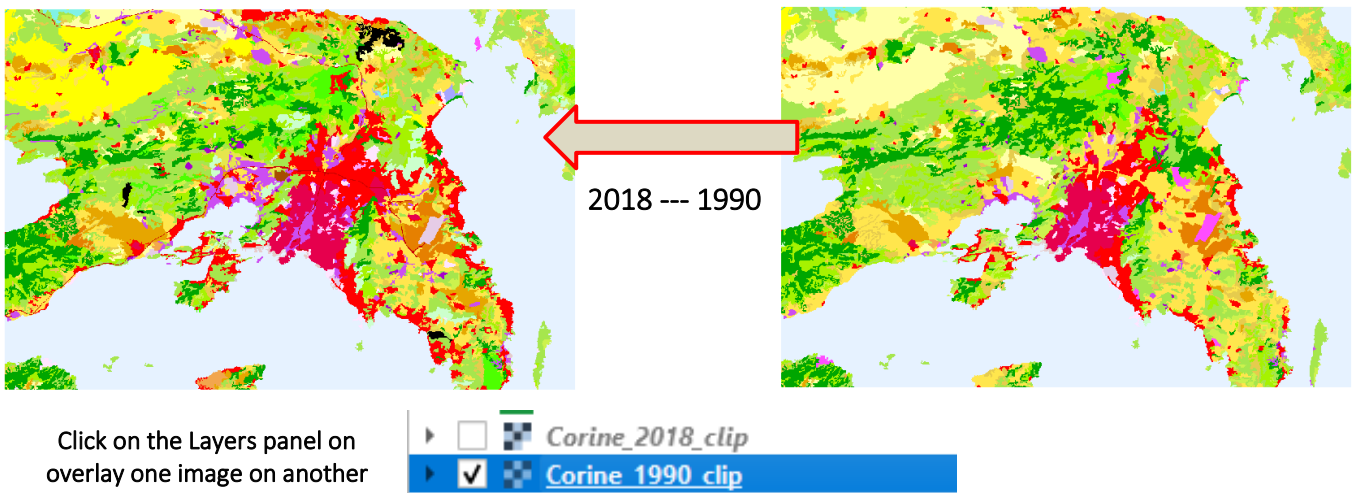 2018 --- 1990
Click on the Layers panel on
overlay one image on another
Corine_2018_clip
Corine_1990_clip